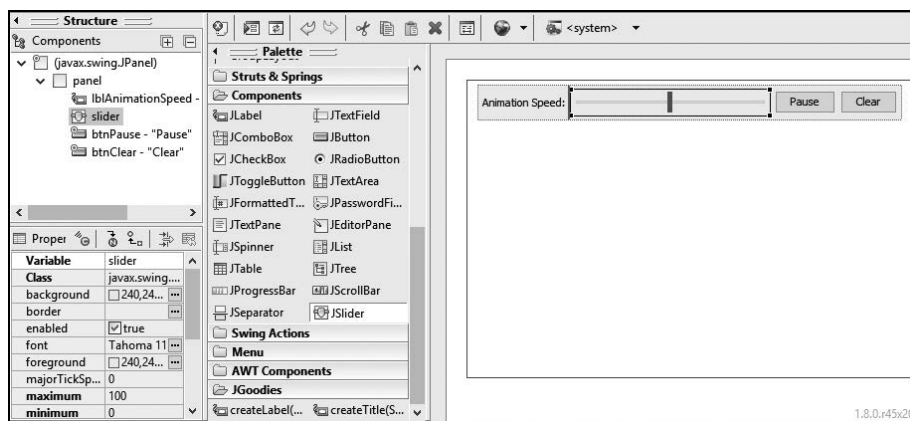 Structure
Components
(javax.swing.JPanel)
panel
lblAnimationSpeed -
slider
btnPause - "Pause"
btnClear - "Clear"
Proper
Variable slider
Class javax.swing....
background 240,24...
border
enabled true
font Tahoma 11
foreground 240,24...
majorTickSp... 0
maximum 100
minimum 0
<system>
Palette
Struts & Springs
Components
JLabel JTextField
JComboBox JButton
JCheckBox JRadioButton
JToggleButton JTextArea
JFormattedT... JPasswordFi...
JTextPane JEditorPane
JSpinner JList
JTable JTree
JProgressBar JScrollBar
JSeparator JSlider
Swing Actions
Menu
AWT Components
JGoodies
createLabel(... createTitle(S...
Animation Speed: Pause Clear